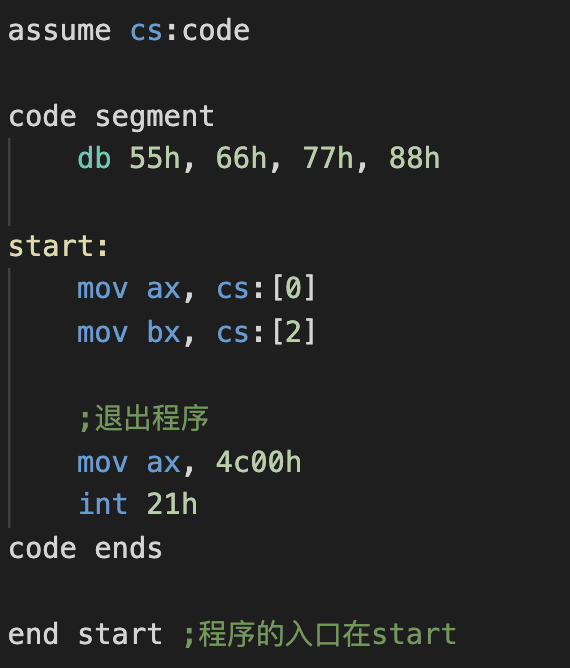 assume cs:code
code segment
db 55h, 66h, 77h, 88h
start:
mov ax, cs:[0]
mov bx, cs:[2]
;退出程序
mov ax, 4c00h
int 21h
code ends
end start ;程序的入口在start